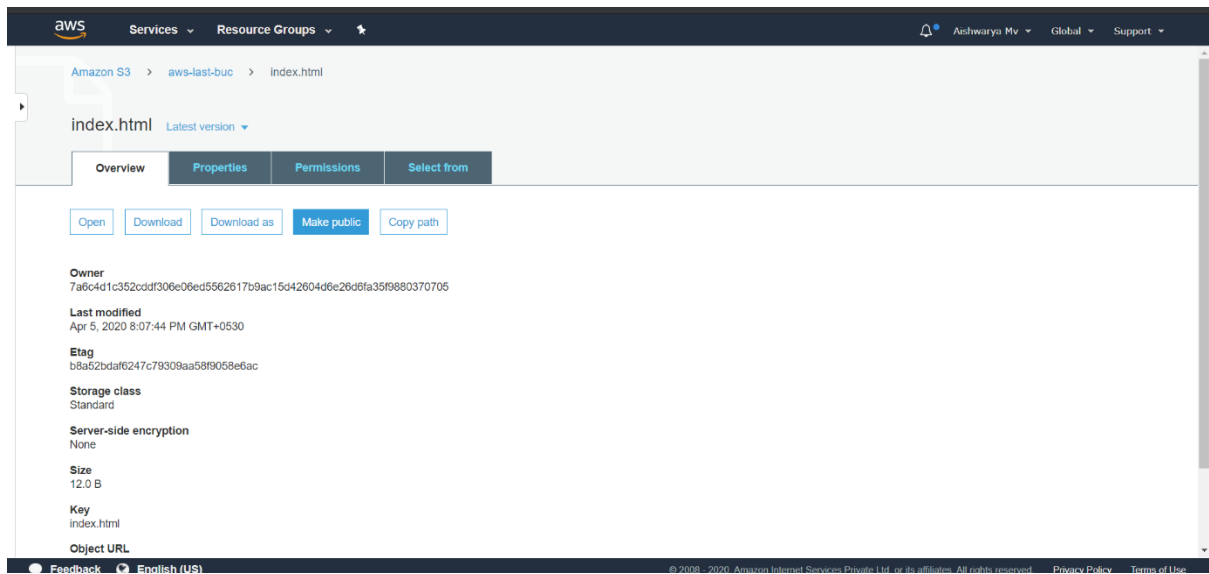 aws Services Resource Groups Aishwarya Mv Global Support
Amazon S3 > aws-last-buc > index.html
index.html Latest version
Overview Properties Permissions Select from
Open Download Download as Make public Copy path
Owner
7a6c4d1c352cddf306e06ed5562617b9ac15d42604d6e26d6fa35f9880370705
Last modified
Apr 5, 2020 8:07:44 PM GMT+0530
Etag
b8a52bdaf6247c79309aa58f9058e6ac
Storage class
Standard
Server-side encryption
None
Size
12.0 B
Key
index.html
Object URL
Feedback English (US) © 2008 - 2020, Amazon Internet Services Private Ltd. or its affiliates. All rights reserved. Privacy Policy Terms of Use